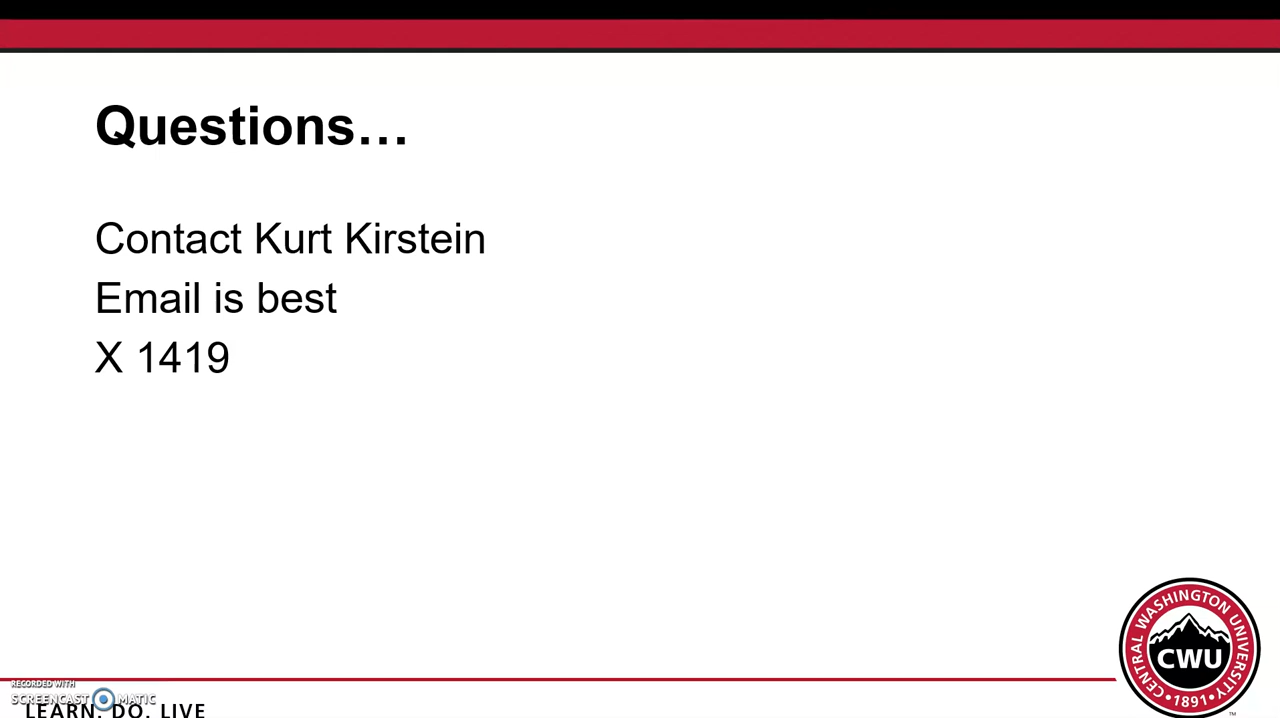 Questions…
Contact Kurt Kirstein
Email is best
X 1419
CENTRAL WASHINGTON UNIVERSITY
CWU
•1891•
™
RECORDED WITH
SCREENCAST MATIC
LEARN. DO. LIVE